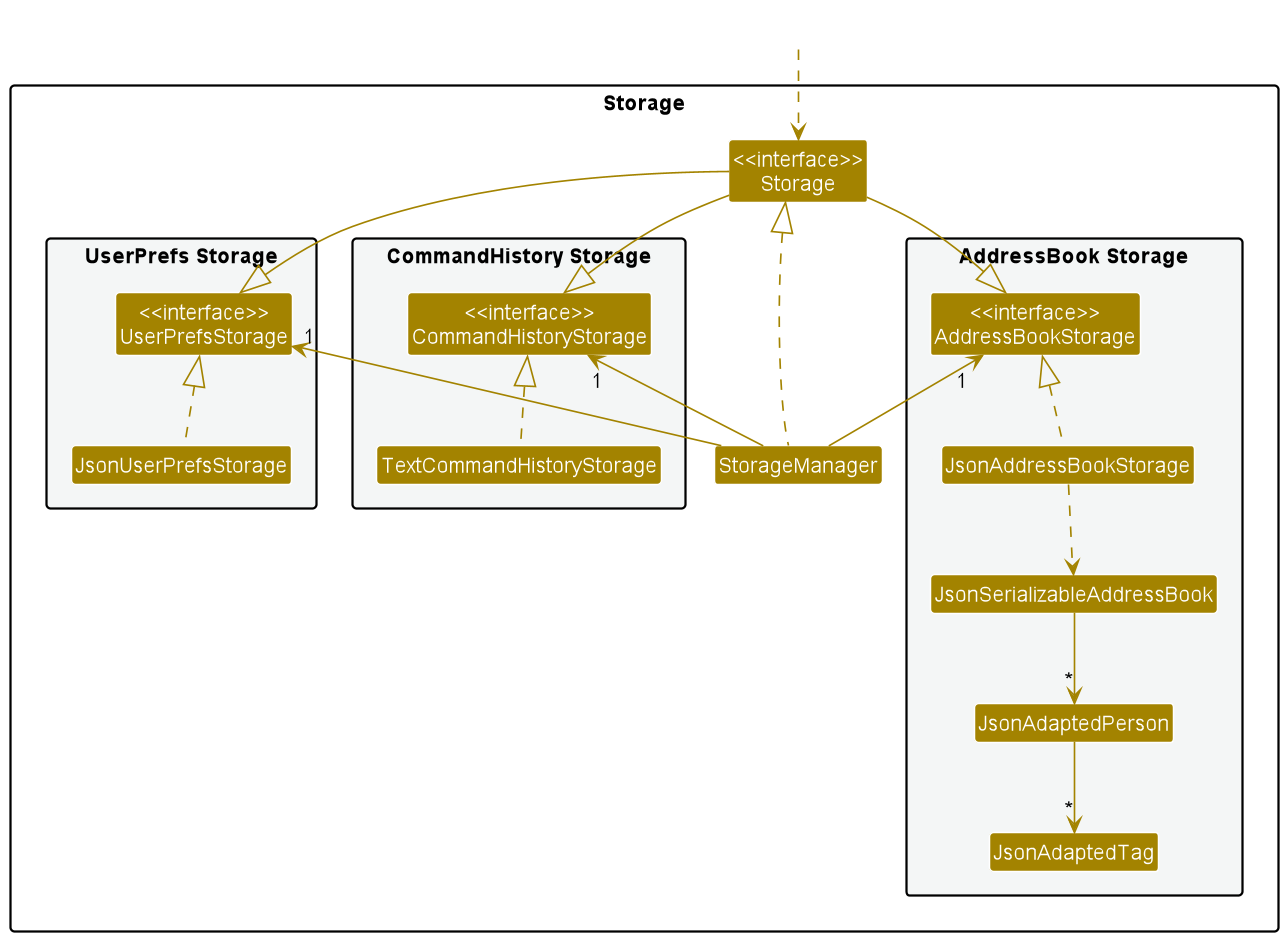 Storage
<<interface>>
Storage
UserPrefs Storage
CommandHistory Storage
AddressBook Storage
<<interface>>
UserPrefsStorage
<<interface>>
CommandHistoryStorage
<<interface>>
AddressBookStorage
1
1
1
JsonUserPrefsStorage
TextCommandHistoryStorage
StorageManager
JsonAddressBookStorage
JsonSerializableAddressBook
*
JsonAdaptedPerson
*
JsonAdaptedTag